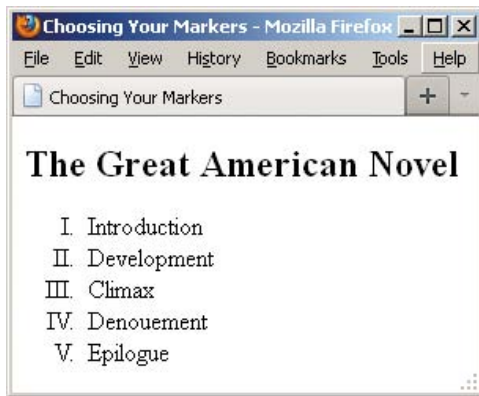 Choosing Your Markers - Mozilla Firefox
File Edit View History Bookmarks Tools Help
Choosing Your Markers
The Great American Novel
I. Introduction
II. Development
III. Climax
IV. Denouement
V. Epilogue